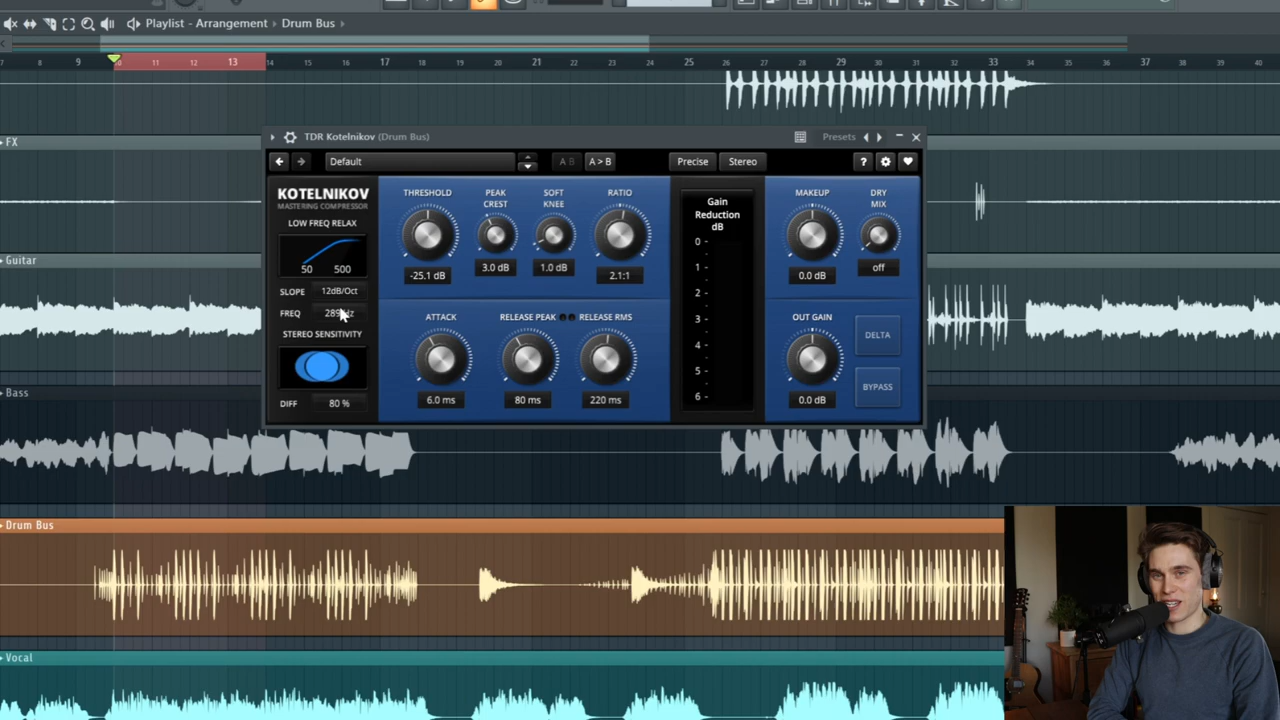 Playlist - Arrangement › Drum Bus ›
7 8 9 10 11 12 13 14 15 16 17 18 19 20 21 22 23 24 25 26 27 28 29 30 31 32 33 34 35 36 37 38 39 40
FX
Guitar
Bass
Drum Bus
Vocal
TDR Kotelnikov (Drum Bus)
Presets
Default
A B
A > B
Precise
Stereo
?
KOTELNIKOV
MASTERING COMPRESSOR
LOW FREQ RELAX
50 500
SLOPE 12dB/Oct
FREQ
STEREO SENSITIVITY
DIFF 80 %
THRESHOLD
-25.1 dB
PEAK
CREST
3.0 dB
SOFT
KNEE
1.0 dB
RATIO
2.1:1
ATTACK
6.0 ms
RELEASE PEAK
80 ms
RELEASE RMS
220 ms
Gain
Reduction
dB
0 -
1 -
2 -
3 -
4 -
5 -
6 -
MAKEUP
0.0 dB
DRY
MIX
off
OUT GAIN
0.0 dB
DELTA
BYPASS